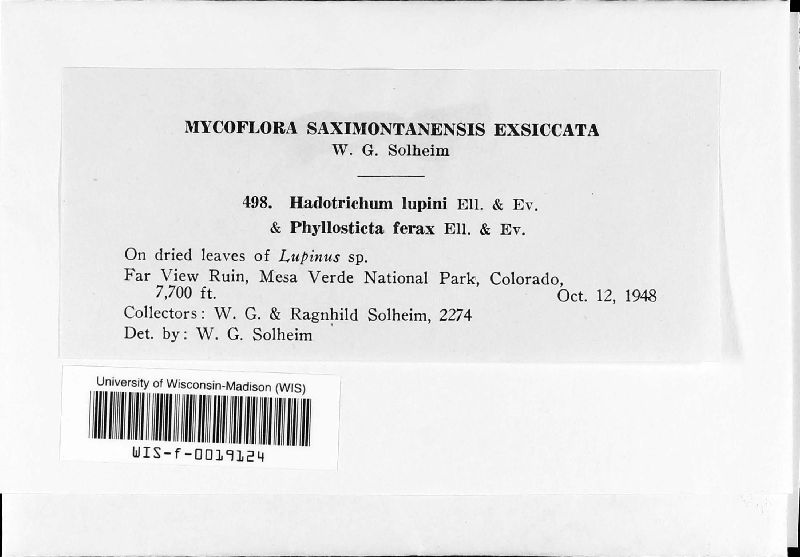 MYCOFLORA SAXIMONTANENSIS EXSICCATA
W. G. Solheim
498. Hadotrichum lupini Ell. & Ev.
& Phyllosticta ferax Ell. & Ev.
On dried leaves of Lupinus sp.
Far View Ruin, Mesa Verde National Park, Colorado,
7,700 ft. Oct. 12, 1948
Collectors: W. G. & Ragnhild Solheim, 2274
Det. by: W. G. Solheim
University of Wisconsin-Madison (WIS)
WIS-f-0019124